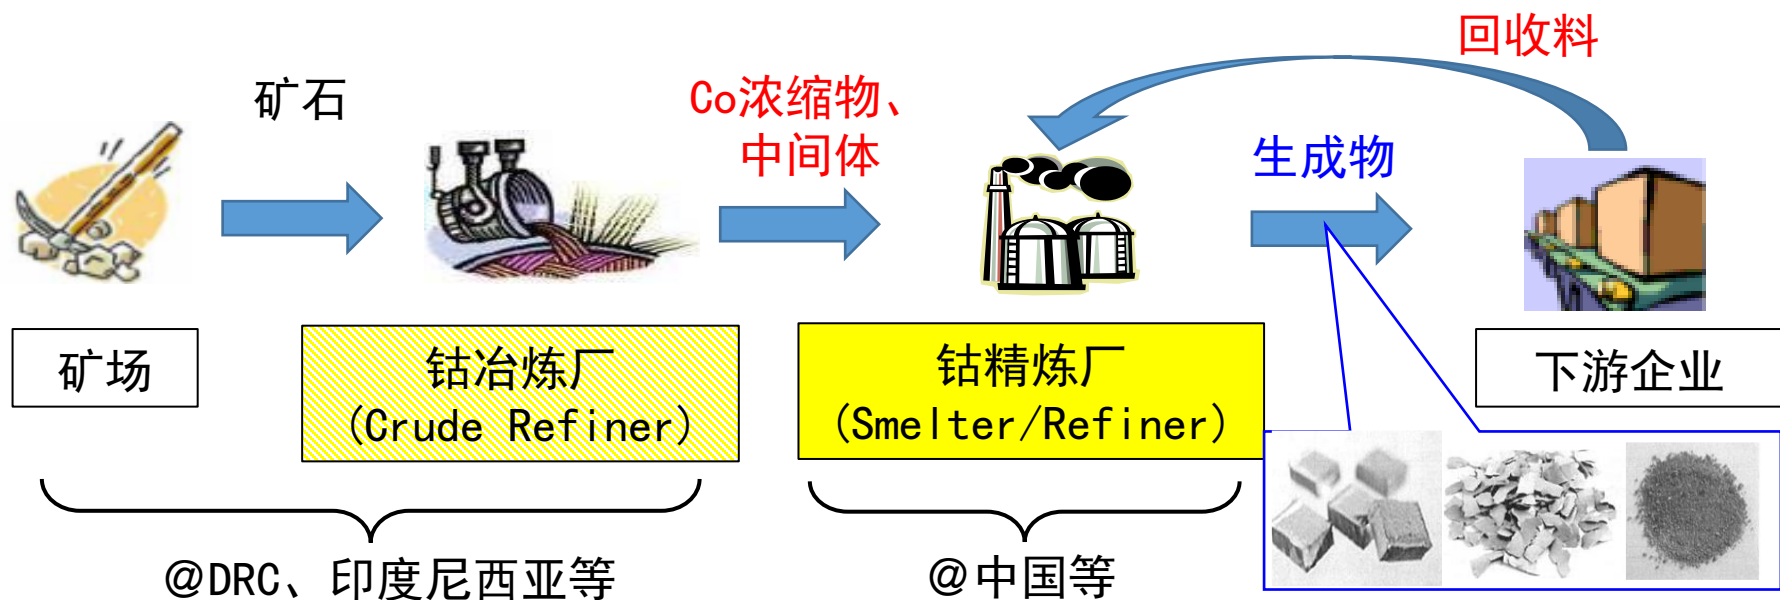 回收料
矿石
Co浓缩物、
中间体
生成物
矿场
钴冶炼厂
(Crude Refiner)
钴精炼厂
(Smelter/Refiner)
下游企业
@DRC、印度尼西亚等
@中国等